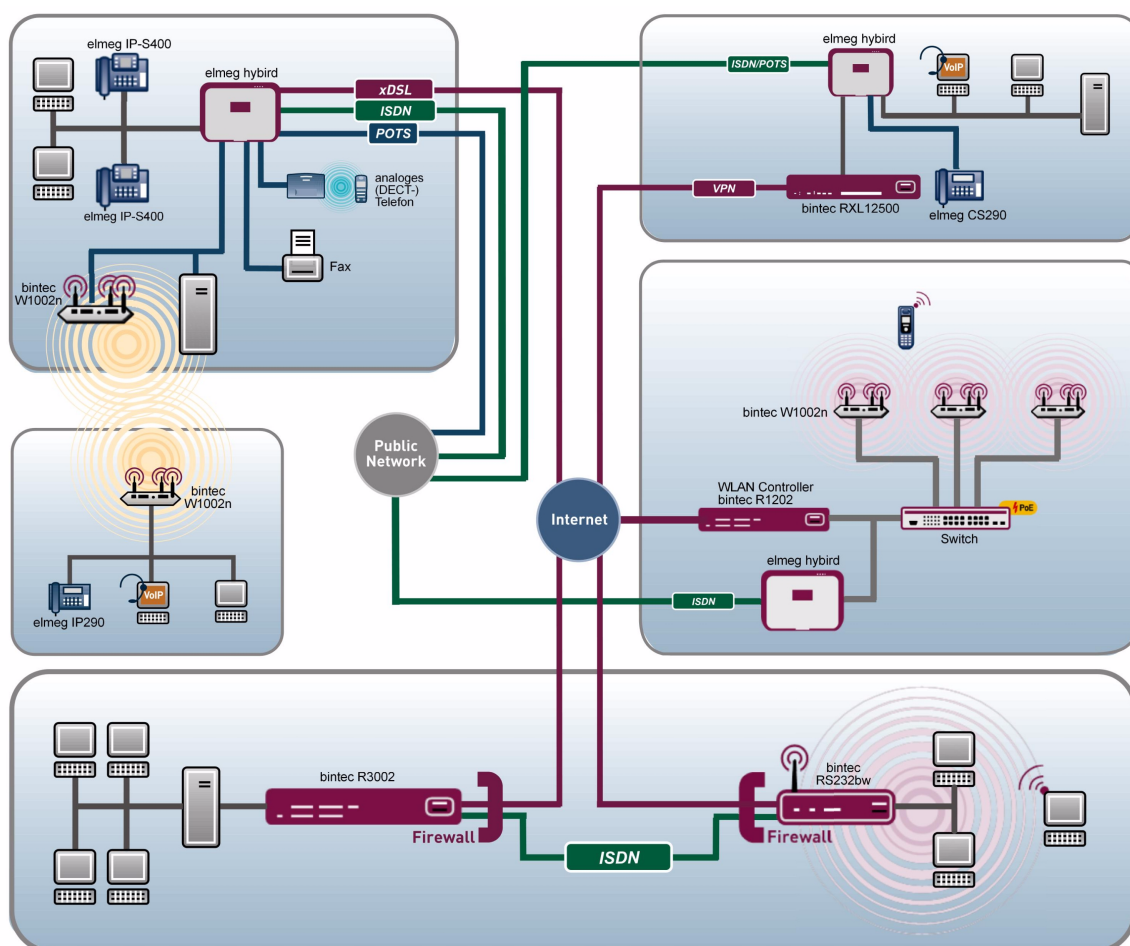 elmeg IP-S400
elmeg hybird
xDSL
ISDN
POTS
analoges
(DECT-)
Telefon
elmeg IP-S400
Fax
bintec
W1002n
elmeg hybird
ISDN/POTS
VoIP
VPN
bintec RXL12500
elmeg CS290
bintec
W1002n
elmeg IP290
VoIP
Public
Network
Internet
bintec W1002n
WLAN Controller
bintec R1202
PoE
Switch
elmeg hybird
ISDN
bintec R3002
Firewall
ISDN
bintec
RS232bw
Firewall